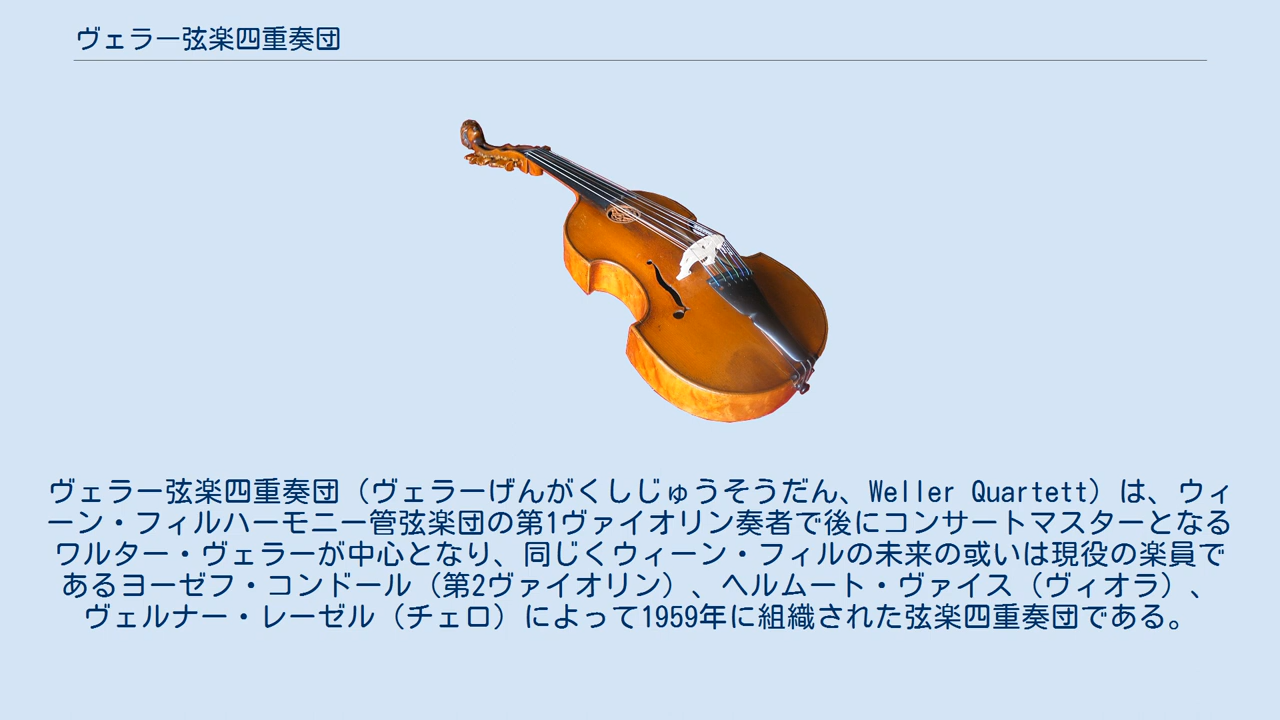 ヴェラー弦楽四重奏団
ヴェラー弦楽四重奏団（ヴェラーげんがくしじゅうそうだん、Weller Quartett）は、ウィ
ーン・フィルハーモニー管弦楽団の第1ヴァイオリン奏者で後にコンサートマスターとなる
ワルター・ヴェラーが中心となり、同じくウィーン・フィルの未来の或いは現役の楽員で
あるヨーゼフ・コンドール（第2ヴァイオリン）、ヘルムート・ヴァイス（ヴィオラ）、
ヴェルナー・レーゼル（チェロ）によって1959年に組織された弦楽四重奏団である。